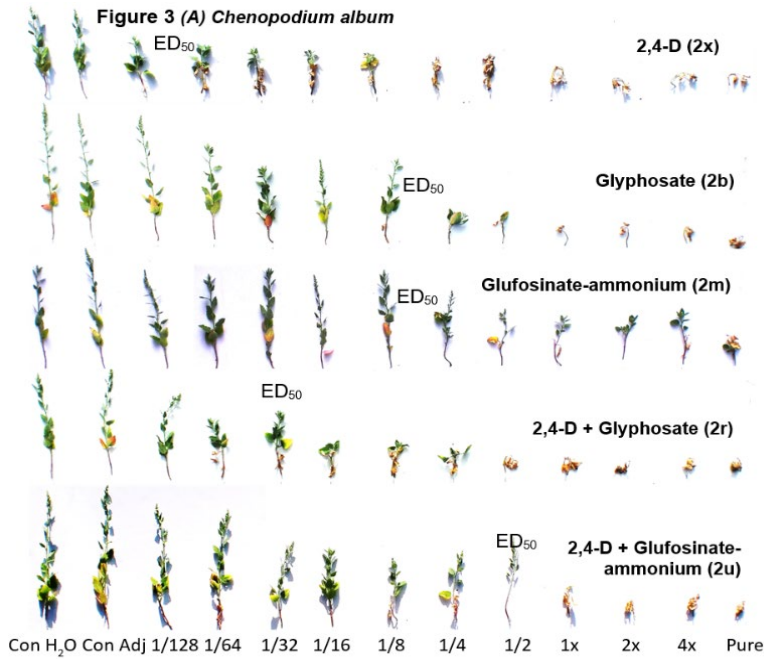 Figure 3 (A) Chenopodium album
ED50
2,4-D (2x)
ED50
Glyphosate (2b)
Glufosinate-ammonium (2m)
ED50
ED50
2,4-D + Glyphosate (2r)
ED50
2,4-D + Glufosinate-
ammonium (2u)
Con H2O Con Adj 1/128 1/64 1/32 1/16 1/8 1/4 1/2 1x 2x 4x Pure